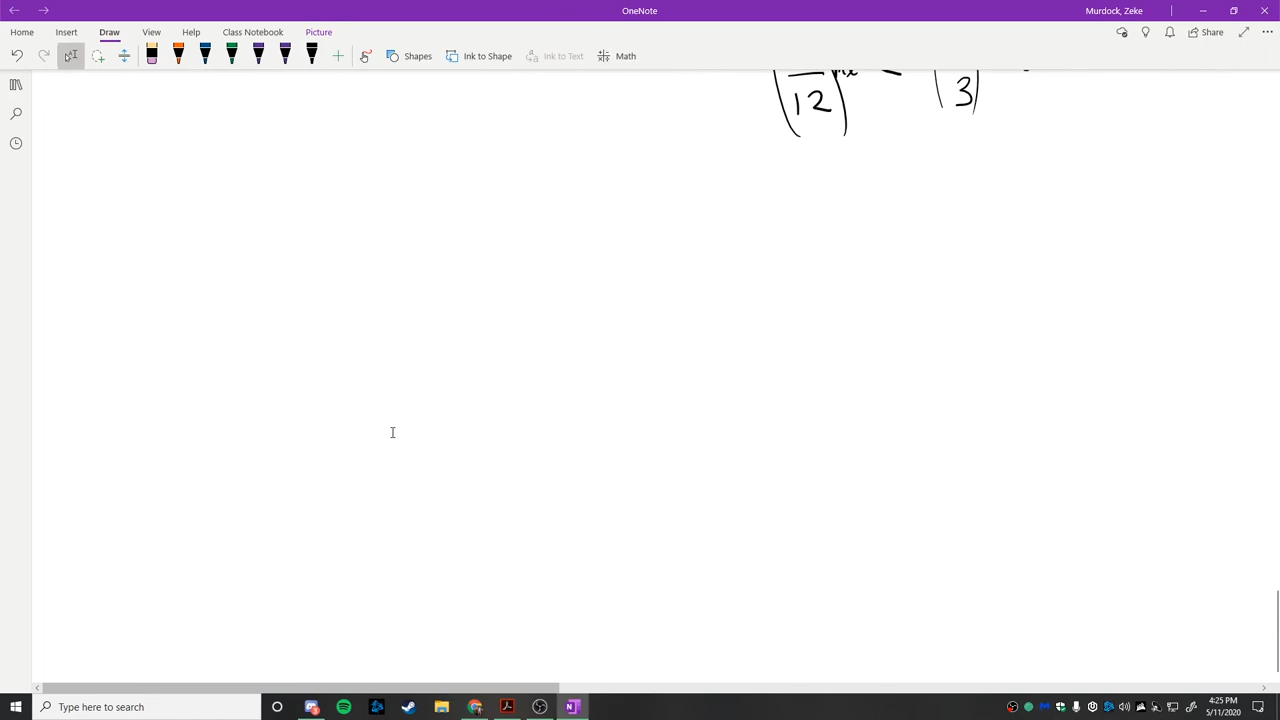 OneNote
Murdock, Zeke
Home Insert Draw View Help Class Notebook Picture
Share
Shapes Ink to Shape Ink to Text Math
12
3
Type here to search
4:25 PM
5/11/2020